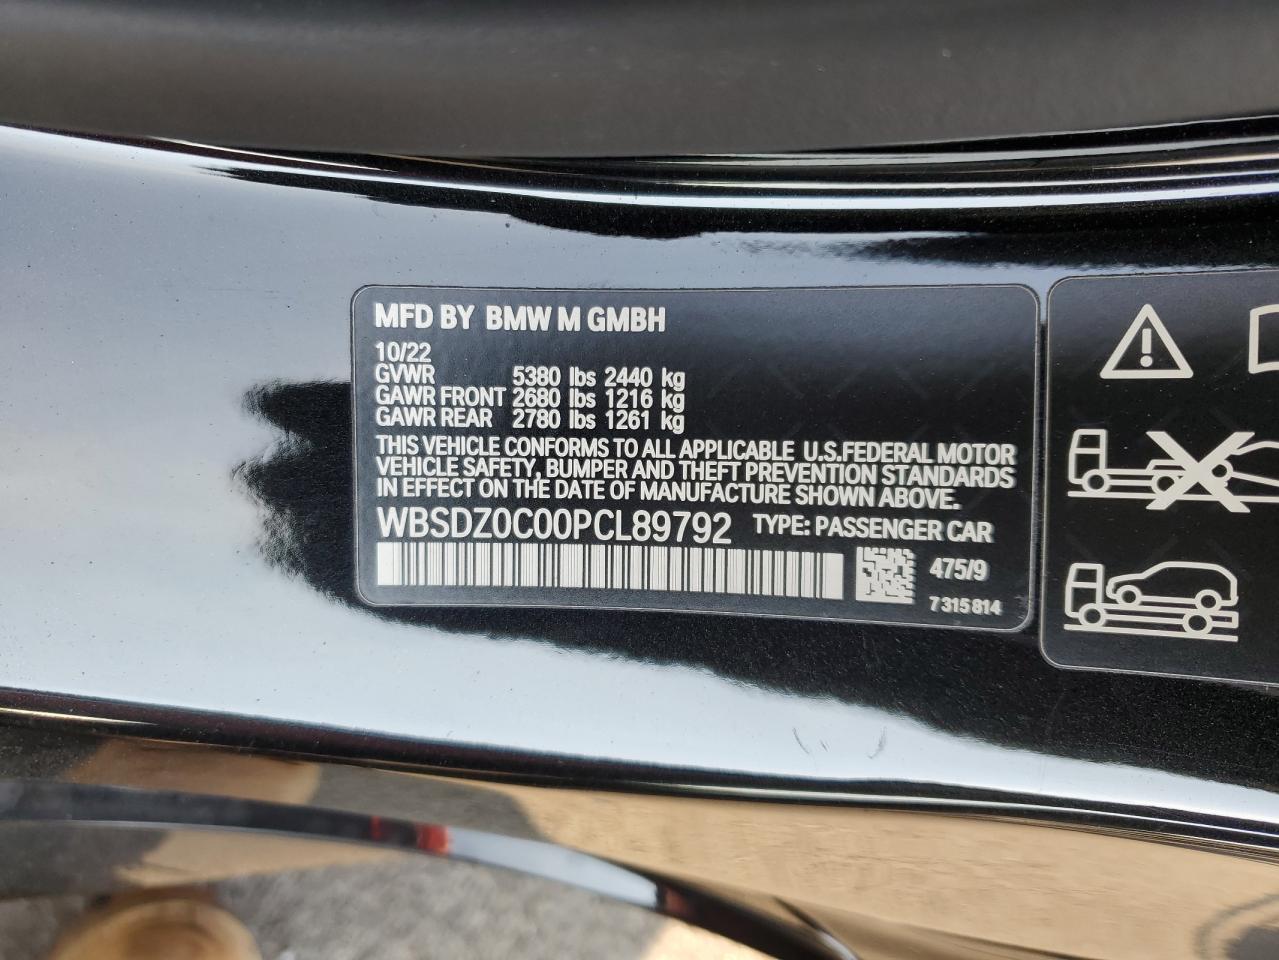 MFD BY BMW M GMBH
10/22
GVWR 5380 lbs 2440 kg
GAWR FRONT 2680 lbs 1216 kg
GAWR REAR 2780 lbs 1261 kg
THIS VEHICLE CONFORMS TO ALL APPLICABLE U.S.FEDERAL MOTOR
VEHICLE SAFETY, BUMPER AND THEFT PREVENTION STANDARDS
IN EFFECT ON THE DATE OF MANUFACTURE SHOWN ABOVE.
WBSDZ0C00PCL89792 TYPE: PASSENGER CAR
475/9
7 315 814